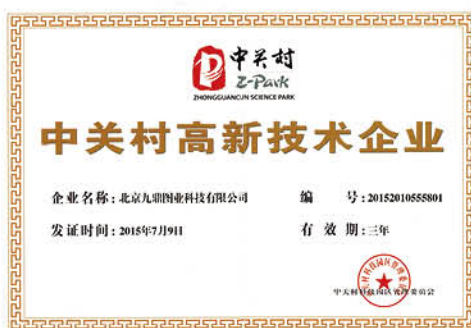 中关村
Z-Park
ZHONGGUANCUN SCIENCE PARK
中关村高新技术企业
企业名称:北京九鼎图业科技有限公司
编 号:20152010555801
发证时间:2015年7月9日
有 效 期:三年
中关村科技园区管理委员会